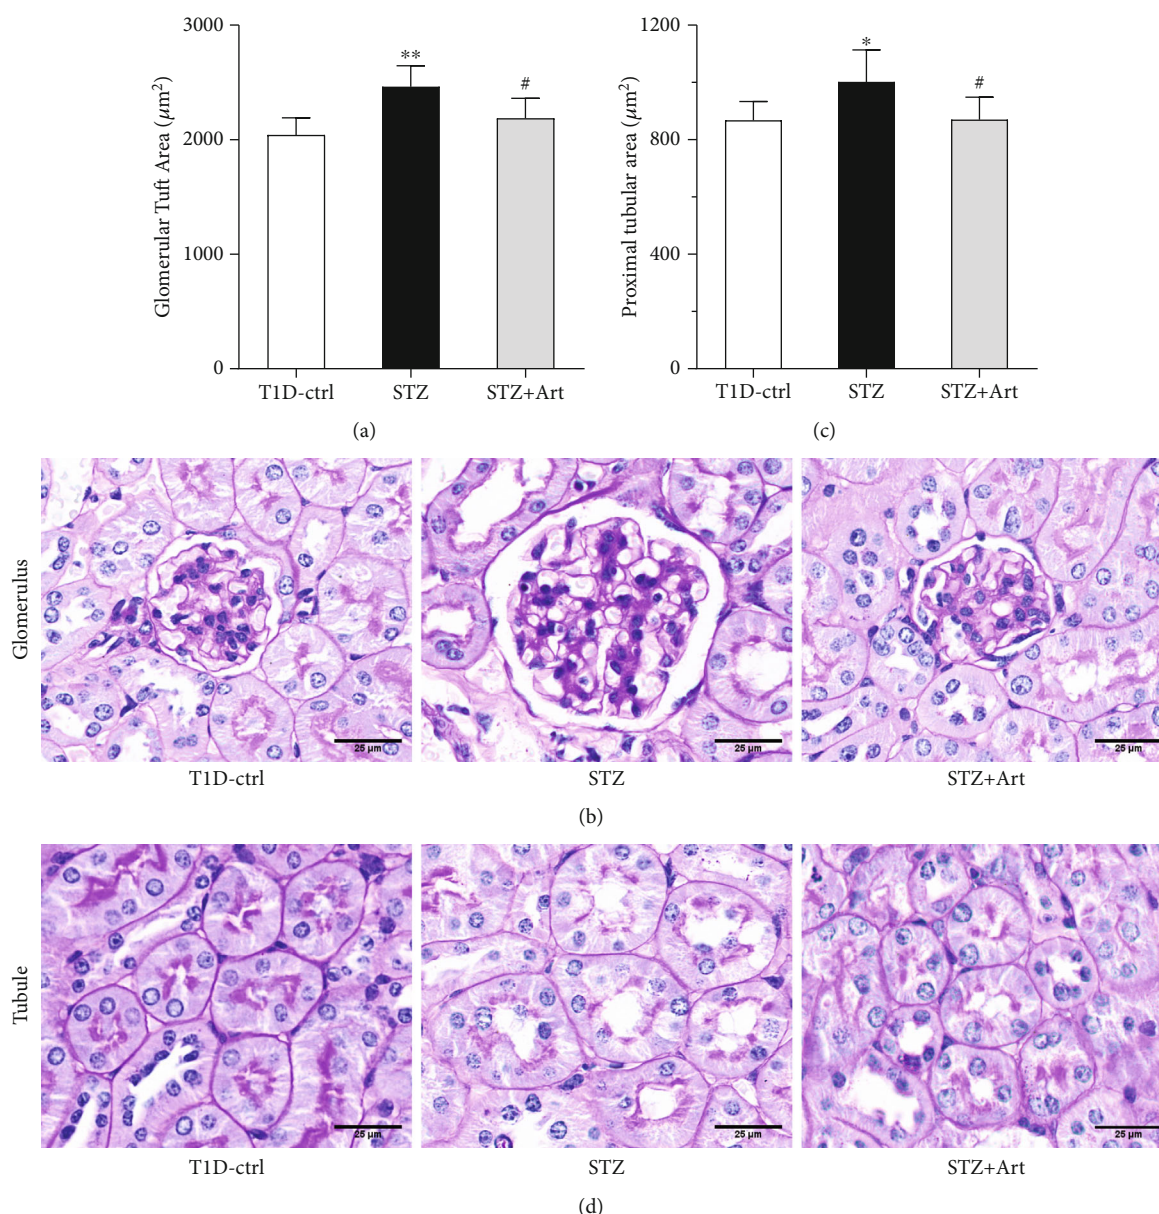 3000
2000
1000
0
Glomerular Tuft Area (μm²)
**
#
T1D-ctrl STZ STZ+Art
(a)
1200
800
400
0
Proximal tubular area (μm²)
*
#
T1D-ctrl STZ STZ+Art
(c)
Glomerulus
25 μm 25 μm 25 μm
T1D-ctrl STZ STZ+Art
(b)
Tubule
25 μm 25 μm 25 μm
T1D-ctrl STZ STZ+Art
(d)